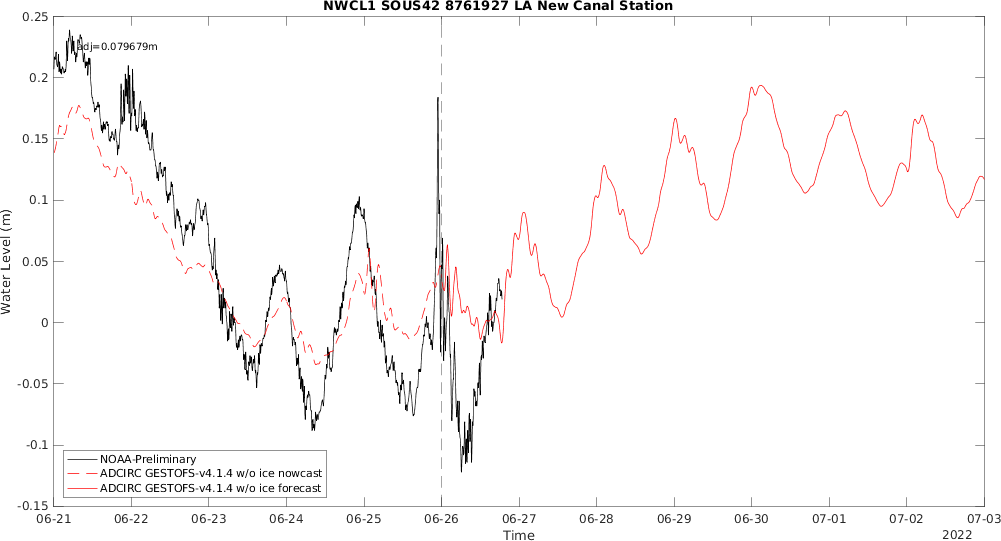 NWCL1 SOUS42 8761927 LA New Canal Station
0.25
0.2
0.15
0.1
0.05
0
-0.05
-0.1
-0.15
Water Level (m)
adj=0.079679m
NOAA-Preliminary
ADCIRC GESTOFS-v4.1.4 w/o ice nowcast
ADCIRC GESTOFS-v4.1.4 w/o ice forecast
06-21 06-22 06-23 06-24 06-25 06-26 06-27 06-28 06-29 06-30 07-01 07-02 07-03
Time
2022